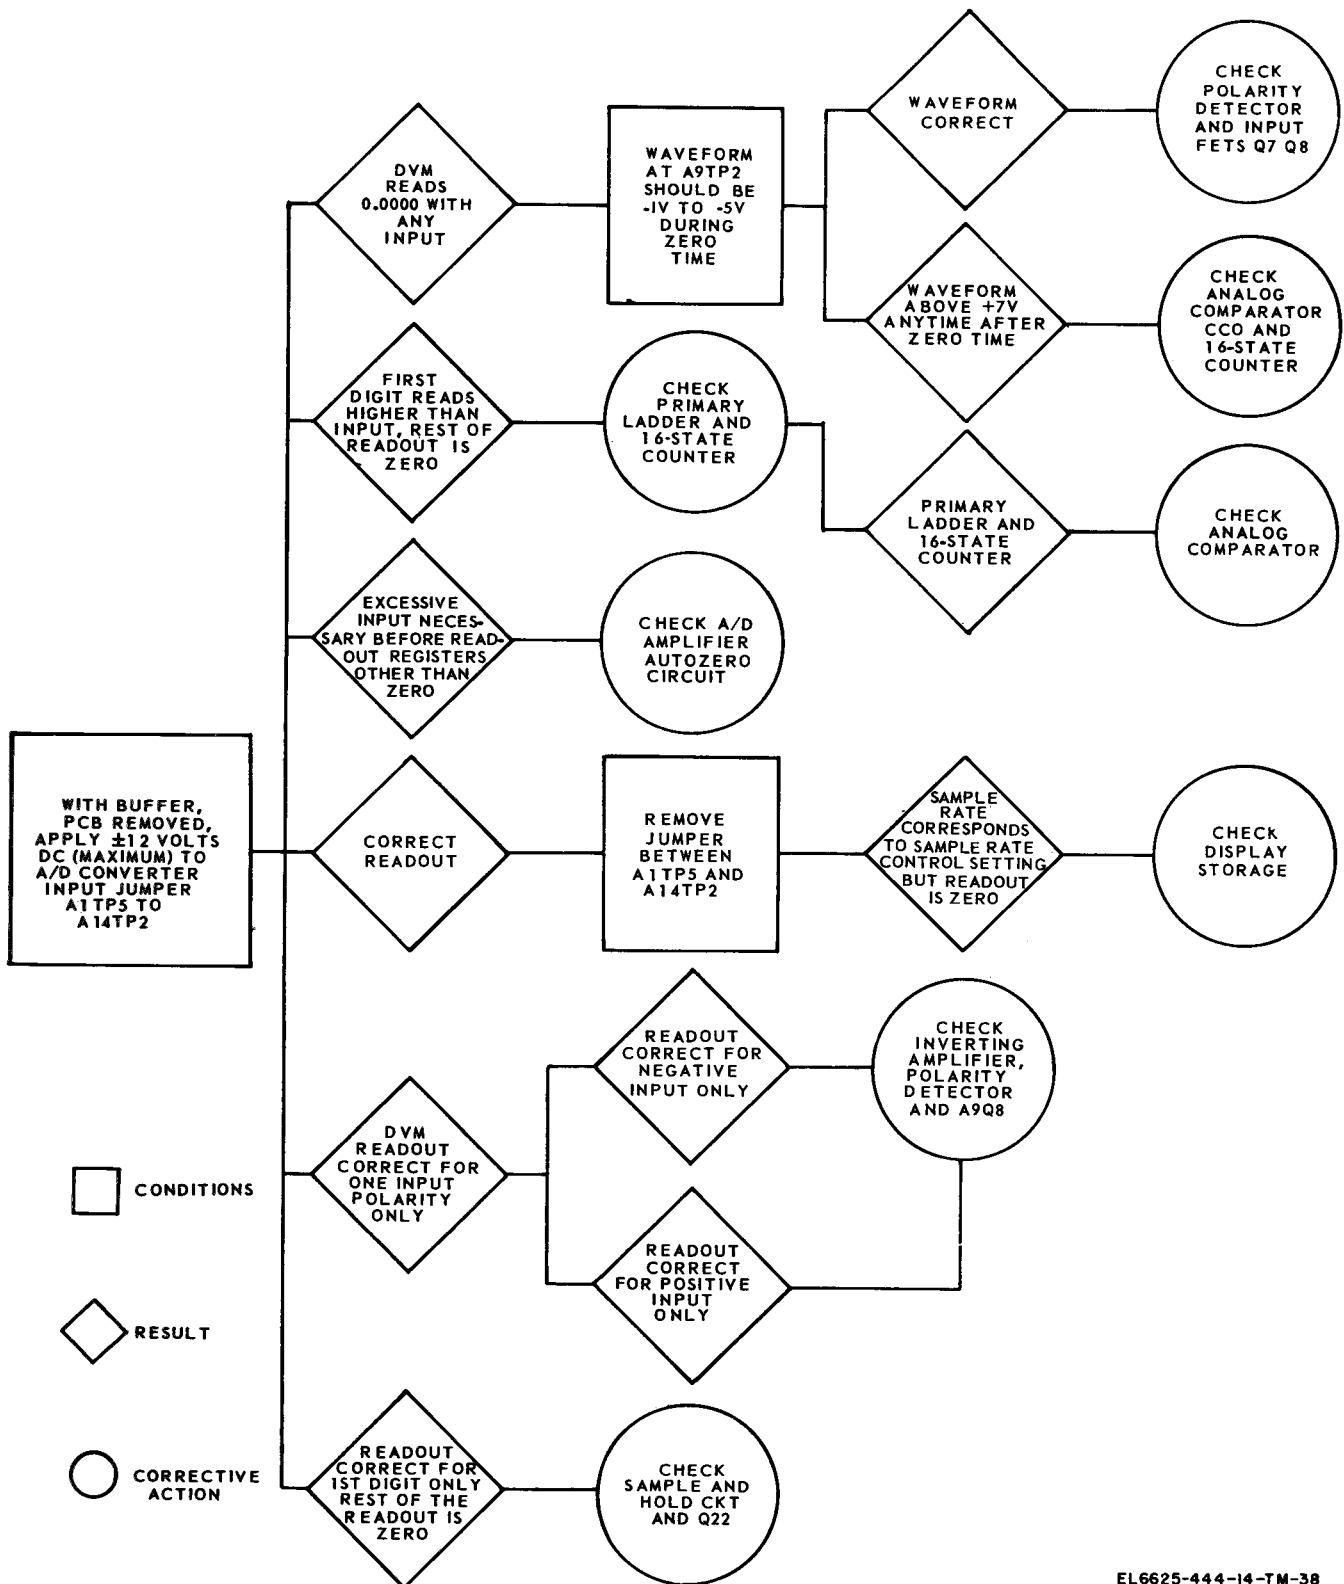 WAVEFORM
CORRECT
CHECK
POLARITY
DETECTOR
AND INPUT
FETS Q7 Q8
DVM
READS
0.0000 WITH
ANY
INPUT
WAVEFORM
AT A9TP2
SHOULD BE
-1V TO -5V
DURING
ZERO
TIME
WAVEFORM
ABOVE +7V
ANYTIME AFTER
ZERO TIME
CHECK
ANALOG
COMPARATOR
CCO AND
16-STATE
COUNTER
FIRST
DIGIT READS
HIGHER THAN
INPUT, REST OF
READOUT IS
ZERO
CHECK
PRIMARY
LADDER AND
16-STATE
COUNTER
PRIMARY
LADDER AND
16-STATE
COUNTER
CHECK
ANALOG
COMPARATOR
EXCESSIVE
INPUT NECES-
SARY BEFORE READ-
OUT REGISTERS
OTHER THAN
ZERO
CHECK A/D
AMPLIFIER
AUTOZERO
CIRCUIT
WITH BUFFER,
PCB REMOVED,
APPLY ±12 VOLTS
DC (MAXIMUM) TO
A/D CONVERTER
INPUT JUMPER
A1TP5 TO
A14TP2
CORRECT
READOUT
REMOVE
JUMPER
BETWEEN
A1TP5 AND
A14TP2
SAMPLE
RATE
CORRESPONDS
TO SAMPLE RATE
CONTROL SETTING
BUT READOUT
IS ZERO
CHECK
DISPLAY
STORAGE
DVM
READOUT
CORRECT FOR
ONE INPUT
POLARITY
ONLY
READOUT
CORRECT FOR
NEGATIVE
INPUT ONLY
CHECK
INVERTING
AMPLIFIER,
POLARITY
DETECTOR
AND A9Q8
READOUT
CORRECT
FOR POSITIVE
INPUT
ONLY
READOUT
CORRECT FOR
1ST DIGIT ONLY
REST OF THE
READOUT IS
ZERO
CHECK
SAMPLE AND
HOLD CKT
AND Q22
CONDITIONS
RESULT
CORRECTIVE
ACTION
EL6625-444-14-TM-38